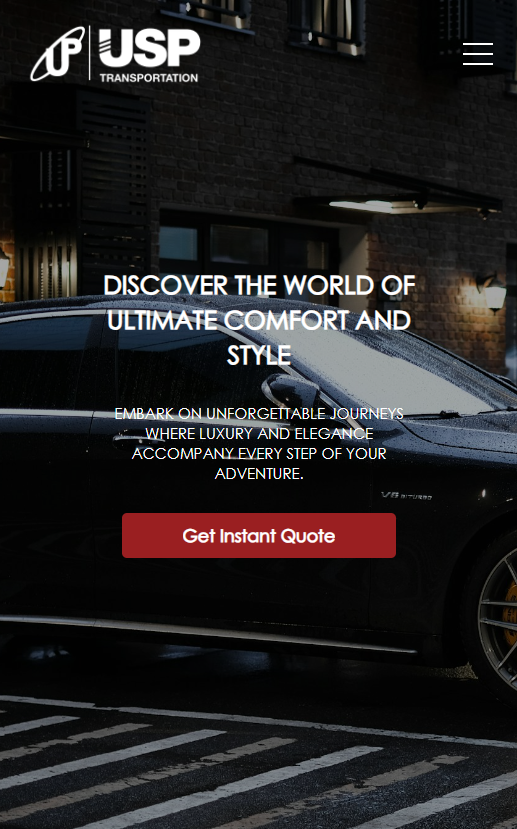 UP USP
TRANSPORTATION
DISCOVER THE WORLD OF
ULTIMATE COMFORT AND
STYLE
EMBARK ON UNFORGETTABLE JOURNEYS
WHERE LUXURY AND ELEGANCE
ACCOMPANY EVERY STEP OF YOUR
ADVENTURE.
V8 BITURBO
Get Instant Quote